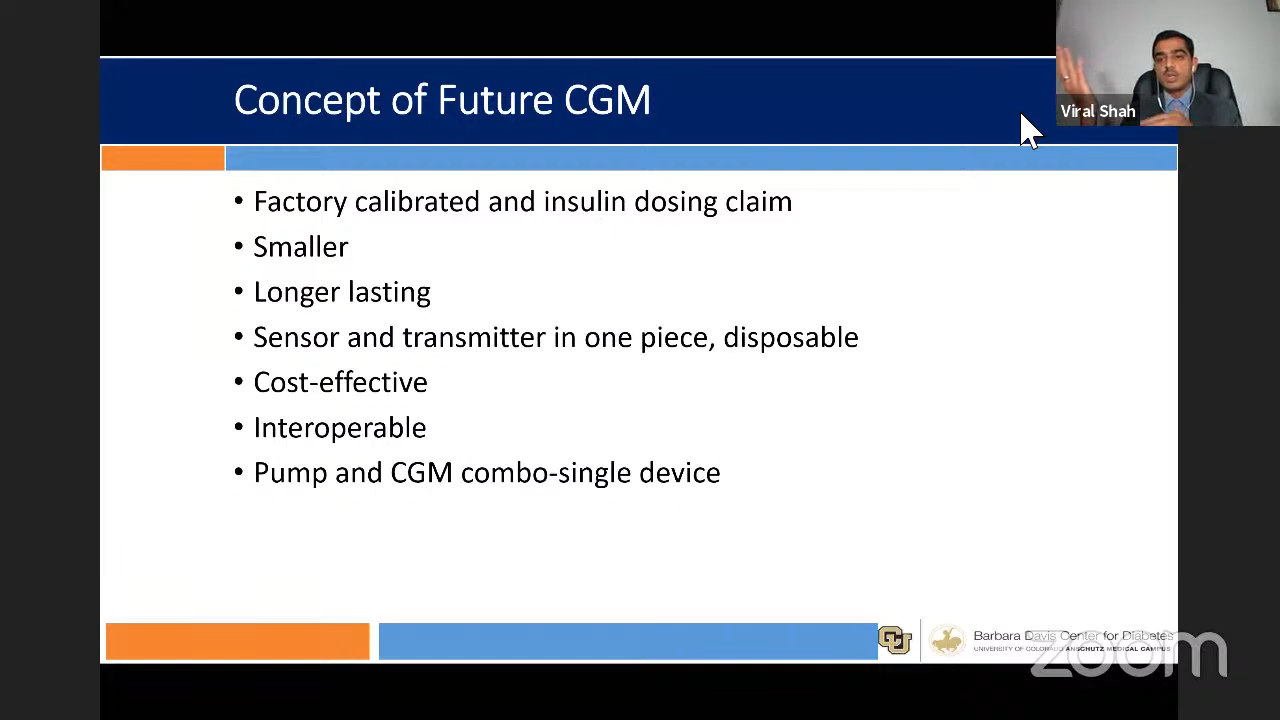 Concept of Future CGM
Viral Shah
• Factory calibrated and insulin dosing claim
• Smaller
• Longer lasting
• Sensor and transmitter in one piece, disposable
• Cost-effective
• Interoperable
• Pump and CGM combo-single device
CU
Barbara Davis Center for Diabetes
UNIVERSITY OF COLORADO ANSCHUTZ MEDICAL CAMPUS
zoom